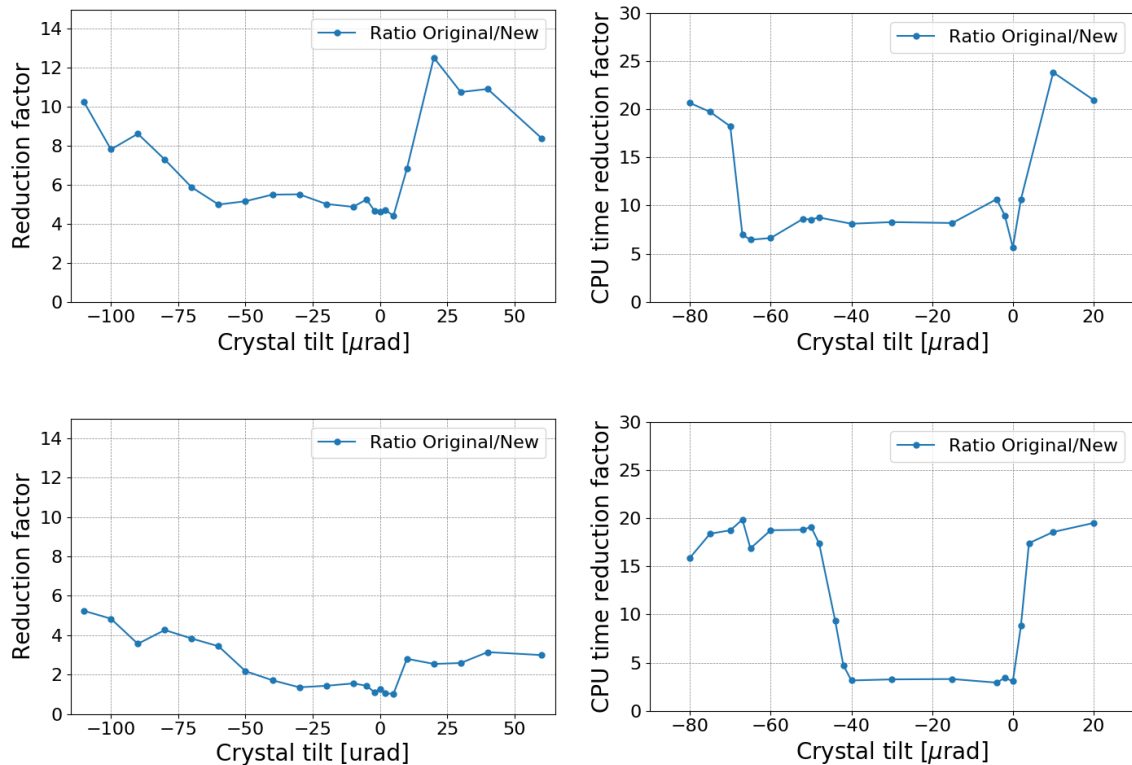 Ratio Original/New
Reduction factor
14
12
10
8
6
4
2
0
−100 −75 −50 −25 0 25 50
Crystal tilt [μrad]
Ratio Original/New
CPU time reduction factor
30
25
20
15
10
5
0
−80 −60 −40 −20 0 20
Crystal tilt [μrad]
Ratio Original/New
Reduction factor
14
12
10
8
6
4
2
0
−100 −75 −50 −25 0 25 50
Crystal tilt [urad]
Ratio Original/New
CPU time reduction factor
30
25
20
15
10
5
0
−80 −60 −40 −20 0 20
Crystal tilt [μrad]